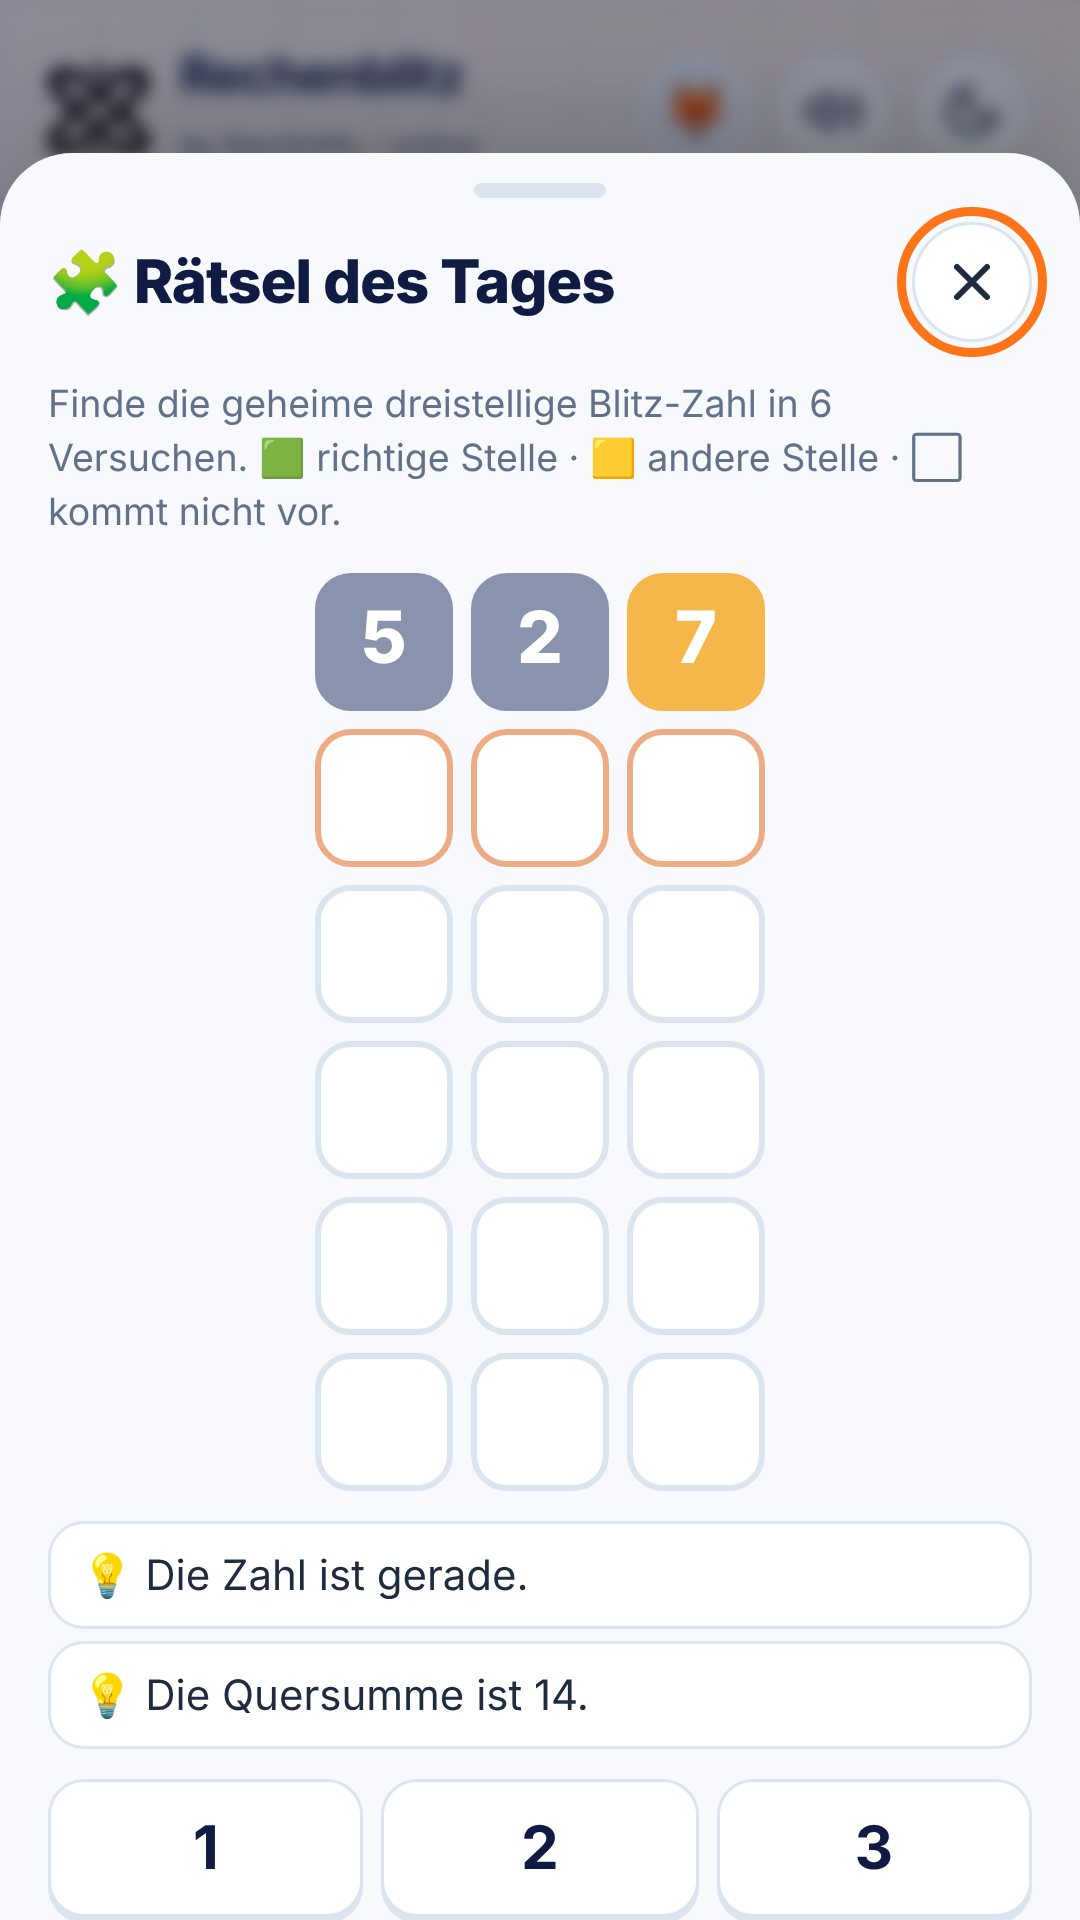 Rechenblitz
Rätsel des Tages
Finde die geheime dreistellige Blitz-Zahl in 6
Versuchen. 🟩 richtige Stelle · 🟨 andere Stelle · ⬜
kommt nicht vor.
5 2 7
💡 Die Zahl ist gerade.
💡 Die Quersumme ist 14.
1 2 3